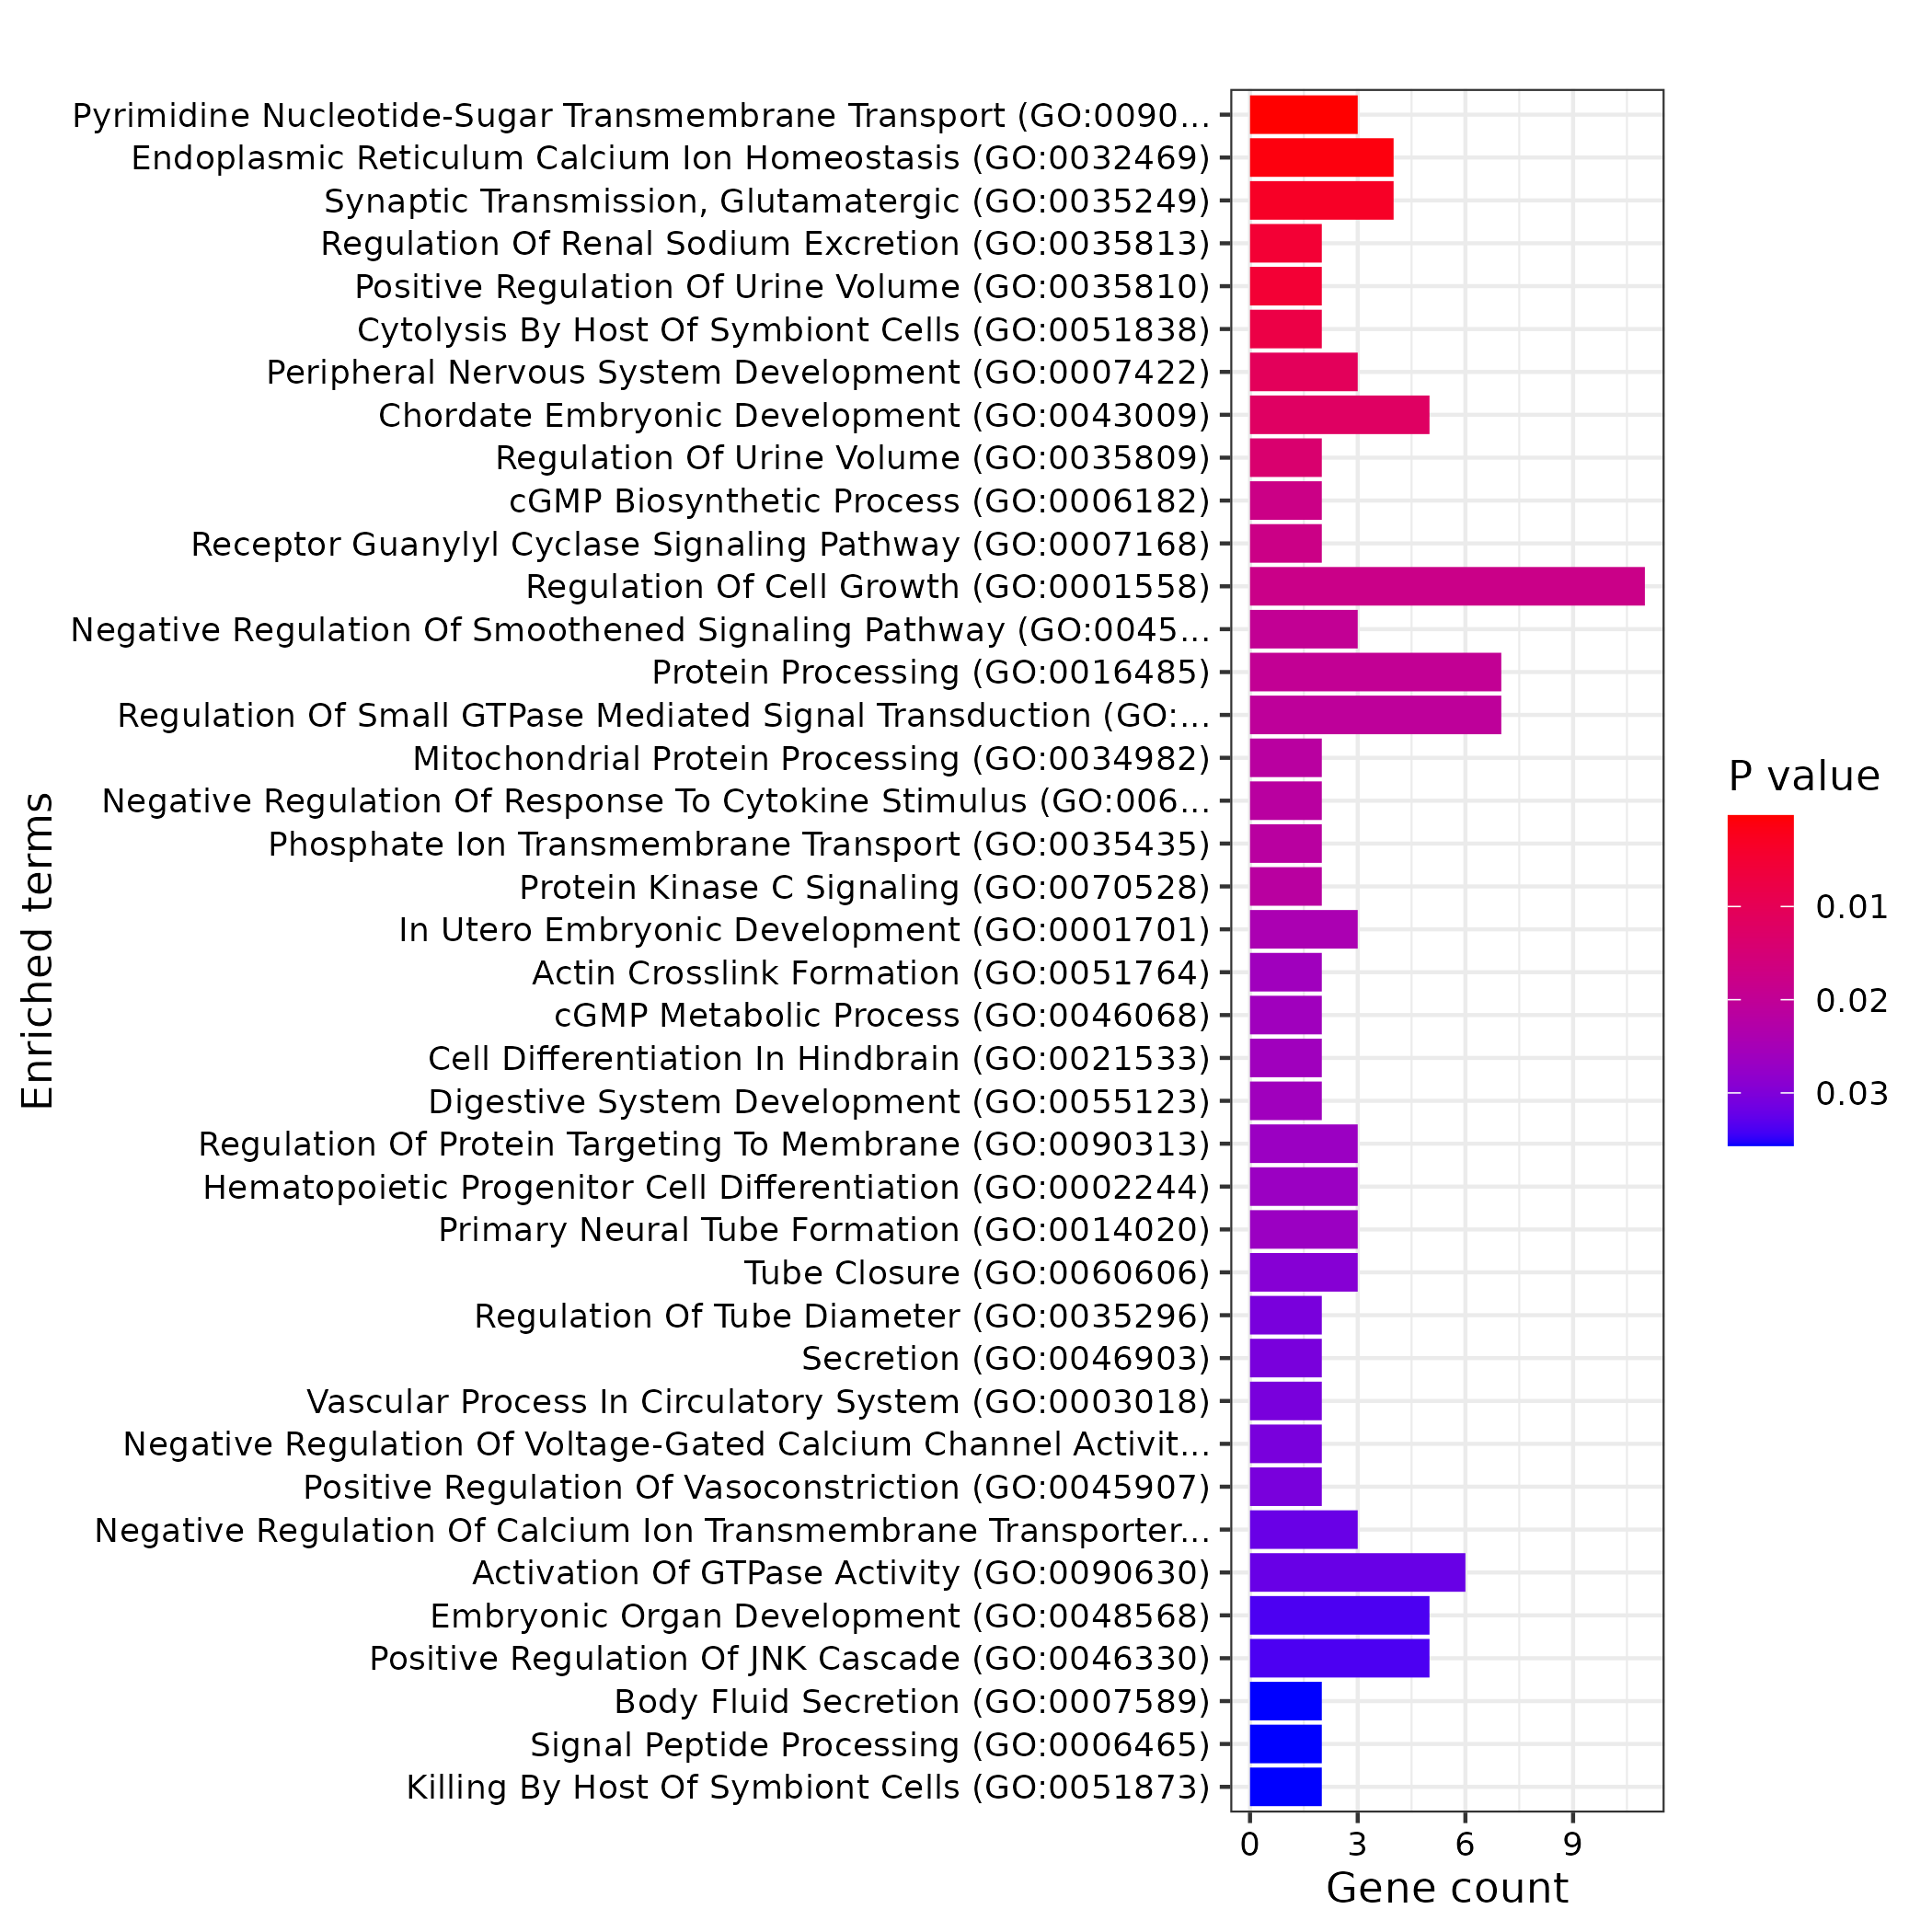 Pyrimidine Nucleotide-Sugar Transmembrane Transport (GO:0090...
Endoplasmic Reticulum Calcium Ion Homeostasis (GO:0032469)
Synaptic Transmission, Glutamatergic (GO:0035249)
Regulation Of Renal Sodium Excretion (GO:0035813)
Positive Regulation Of Urine Volume (GO:0035810)
Cytolysis By Host Of Symbiont Cells (GO:0051838)
Peripheral Nervous System Development (GO:0007422)
Chordate Embryonic Development (GO:0043009)
Regulation Of Urine Volume (GO:0035809)
cGMP Biosynthetic Process (GO:0006182)
Receptor Guanylyl Cyclase Signaling Pathway (GO:0007168)
Regulation Of Cell Growth (GO:0001558)
Negative Regulation Of Smoothened Signaling Pathway (GO:0045...
Protein Processing (GO:0016485)
Regulation Of Small GTPase Mediated Signal Transduction (GO:...
Mitochondrial Protein Processing (GO:0034982)
Negative Regulation Of Response To Cytokine Stimulus (GO:006...
Phosphate Ion Transmembrane Transport (GO:0035435)
Protein Kinase C Signaling (GO:0070528)
In Utero Embryonic Development (GO:0001701)
Actin Crosslink Formation (GO:0051764)
cGMP Metabolic Process (GO:0046068)
Cell Differentiation In Hindbrain (GO:0021533)
Digestive System Development (GO:0055123)
Regulation Of Protein Targeting To Membrane (GO:0090313)
Hematopoietic Progenitor Cell Differentiation (GO:0002244)
Primary Neural Tube Formation (GO:0014020)
Tube Closure (GO:0060606)
Regulation Of Tube Diameter (GO:0035296)
Secretion (GO:0046903)
Vascular Process In Circulatory System (GO:0003018)
Negative Regulation Of Voltage-Gated Calcium Channel Activit...
Positive Regulation Of Vasoconstriction (GO:0045907)
Negative Regulation Of Calcium Ion Transmembrane Transporter...
Activation Of GTPase Activity (GO:0090630)
Embryonic Organ Development (GO:0048568)
Positive Regulation Of JNK Cascade (GO:0046330)
Body Fluid Secretion (GO:0007589)
Signal Peptide Processing (GO:0006465)
Killing By Host Of Symbiont Cells (GO:0051873)
Enriched terms
0 3 6 9
Gene count
P value
0.01
0.02
0.03